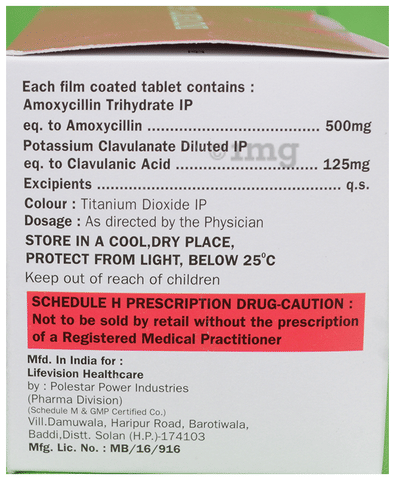 Each film coated tablet contains :
Amoxycillin Trihydrate IP
eq. to Amoxycillin ........................................ 500mg
Potassium Clavulanate Diluted IP
1mg
eq. to Clavulanic Acid ................................... 125mg
Excipients ....................................................... q.s.
Colour : Titanium Dioxide IP
Dosage : As directed by the Physician
STORE IN A COOL,DRY PLACE,
PROTECT FROM LIGHT, BELOW 25°C
Keep out of reach of children
SCHEDULE H PRESCRIPTION DRUG-CAUTION :
Not to be sold by retail without the prescription
of a Registered Medical Practitioner
Mfd. In India for :
Lifevision Healthcare
by : Polestar Power Industries
(Pharma Division)
(Schedule M & GMP Certified Co.)
Vill.Damuwala, Haripur Road, Barotiwala,
Baddi,Distt. Solan (H.P.)-174103
Mfg. Lic. No. : MB/16/916